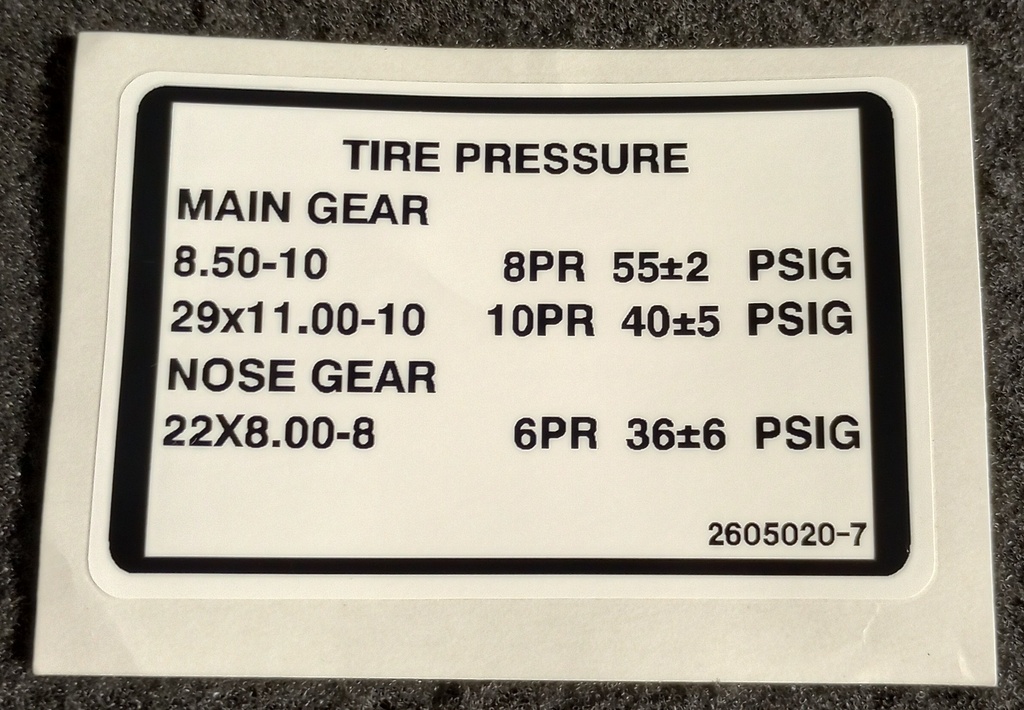 TIRE PRESSURE
MAIN GEAR
8.50-10 8PR 55±2 PSIG
29x11.00-10 10PR 40±5 PSIG
NOSE GEAR
22X8.00-8 6PR 36±6 PSIG
2605020-7